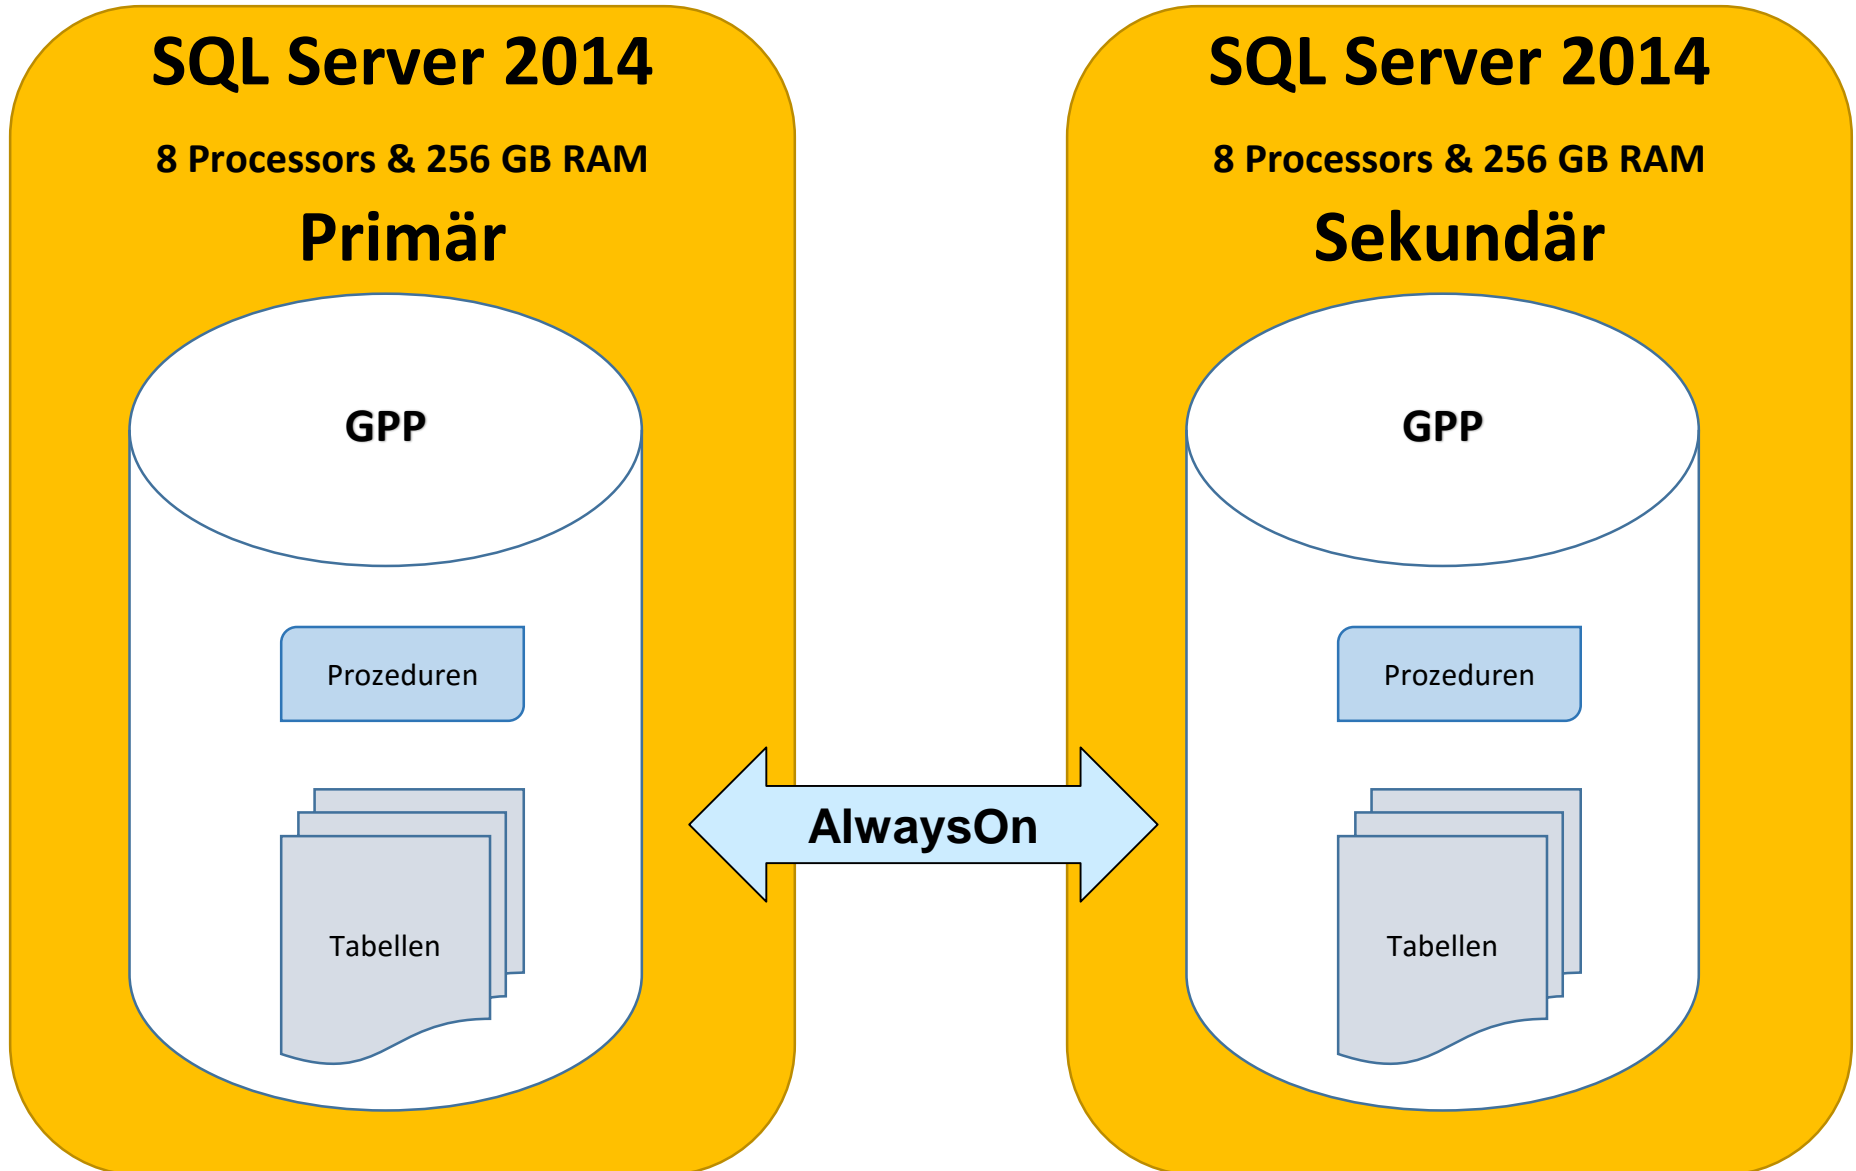 SQL Server 2014
8 Processors & 256 GB RAM
Primär
GPP
Prozeduren
Tabellen
AlwaysOn
SQL Server 2014
8 Processors & 256 GB RAM
Sekundär
GPP
Prozeduren
Tabellen